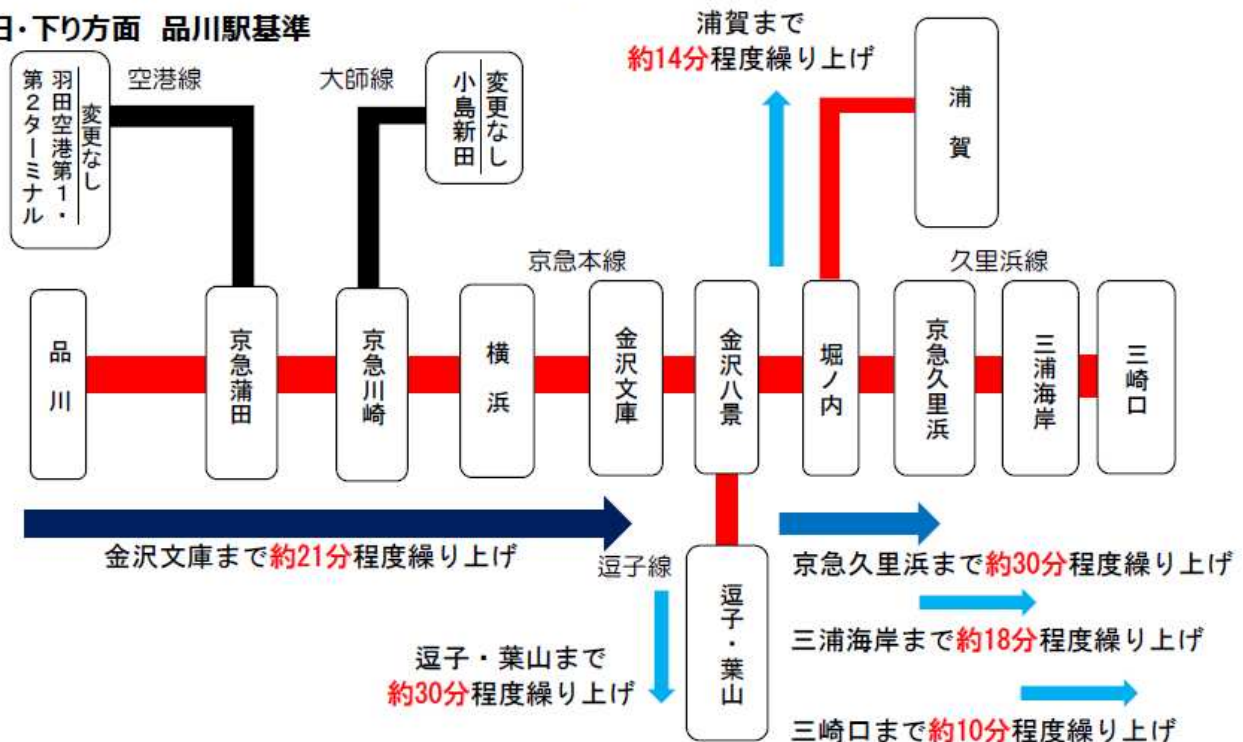 日・下り方面 品川駅基準
浦賀まで
約14分程度繰り上げ
空港線
大師線
変更なし
羽田空港第1・
第2ターミナル
変更なし
小島新田
浦賀
京急本線
久里浜線
品川
京急蒲田
京急川崎
横浜
金沢文庫
金沢八景
堀ノ内
京急久里浜
三浦海岸
三崎口
金沢文庫まで約21分程度繰り上げ
逗子線
京急久里浜まで約30分程度繰り上げ
逗子・葉山
三浦海岸まで約18分程度繰り上げ
逗子・葉山まで
約30分程度繰り上げ
三崎口まで約10分程度繰り上げ